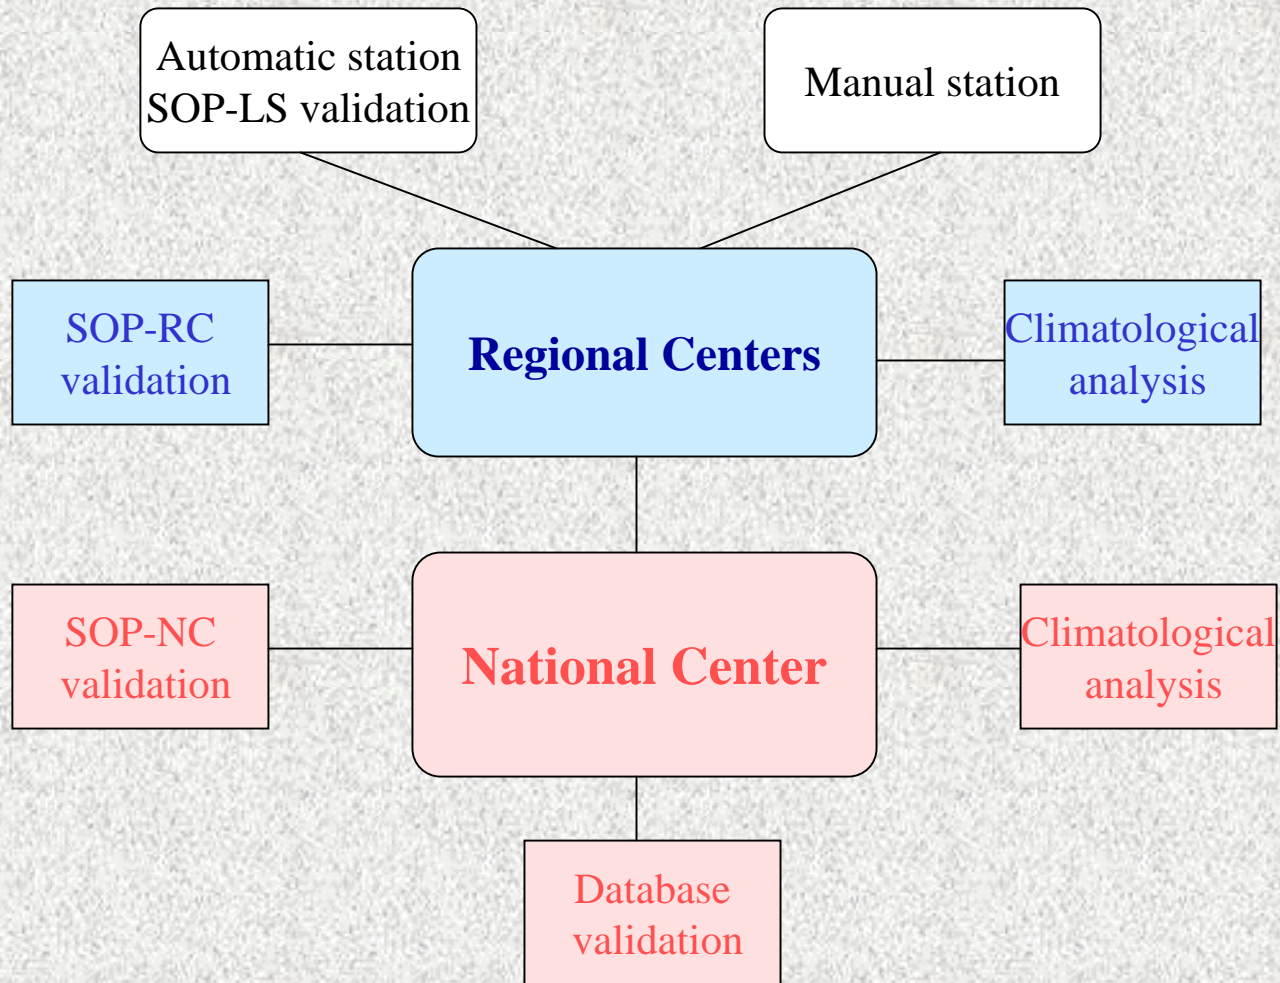 Automatic station
SOP-LS validation
Manual station
SOP-RC
validation
Regional Centers
Climatological
analysis
SOP-NC
validation
National Center
Climatological
analysis
Database
validation